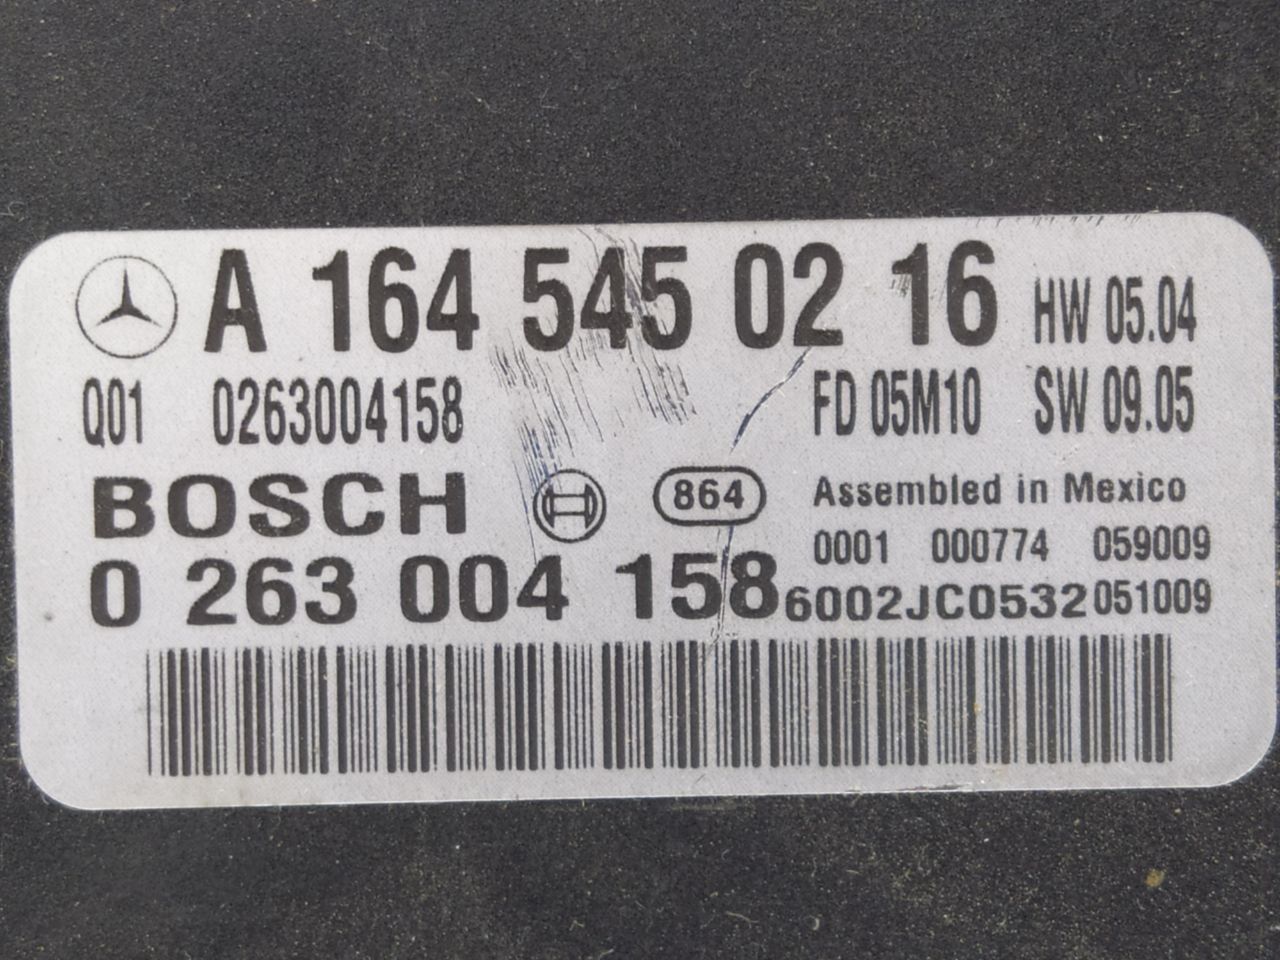 A 164 545 02 16 HW 05.04
Q01 0263004158 FD 05M10 SW 09.05
BOSCH 864 Assembled in Mexico
0001 000774 059009
0 263 004 158 6002JC0532 051009